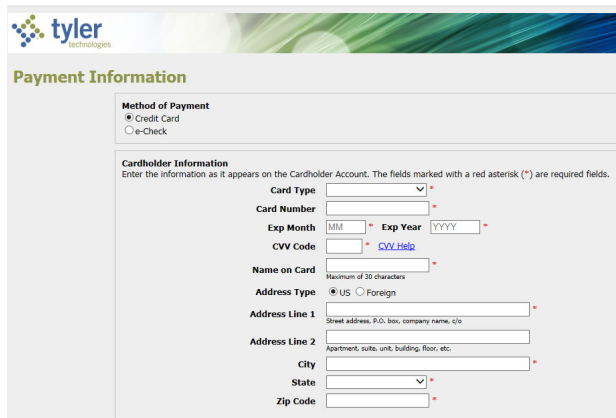 tyler
technologies
Payment Information
Method of Payment
Credit Card
e-Check
Cardholder Information
Enter the information as it appears on the Cardholder Account. The fields marked with a red asterisk (*) are required fields.
Card Type *
Card Number *
Exp Month MM * Exp Year YYYY *
CVV Code * CVV Help
Name on Card *
Maximum of 30 characters
Address Type US Foreign
Address Line 1 *
Street address, P.O. box, company name, c/o
Address Line 2
Apartment, suite, unit, building, floor, etc.
City *
State *
Zip Code *